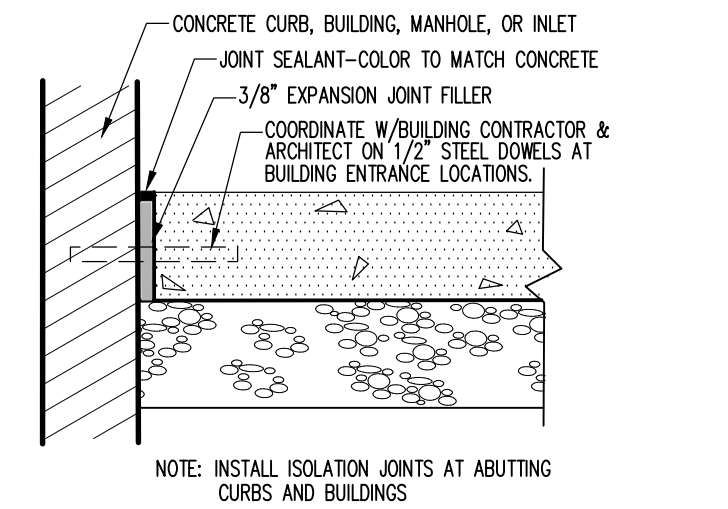 CONCRETE CURB, BUILDING, MANHOLE, OR INLET
JOINT SEALANT-COLOR TO MATCH CONCRETE
3/8" EXPANSION JOINT FILLER
COORDINATE W/BUILDING CONTRACTOR &
ARCHITECT ON 1/2" STEEL DOWELS AT
BUILDING ENTRANCE LOCATIONS.
NOTE: INSTALL ISOLATION JOINTS AT ABUTTING
CURBS AND BUILDINGS